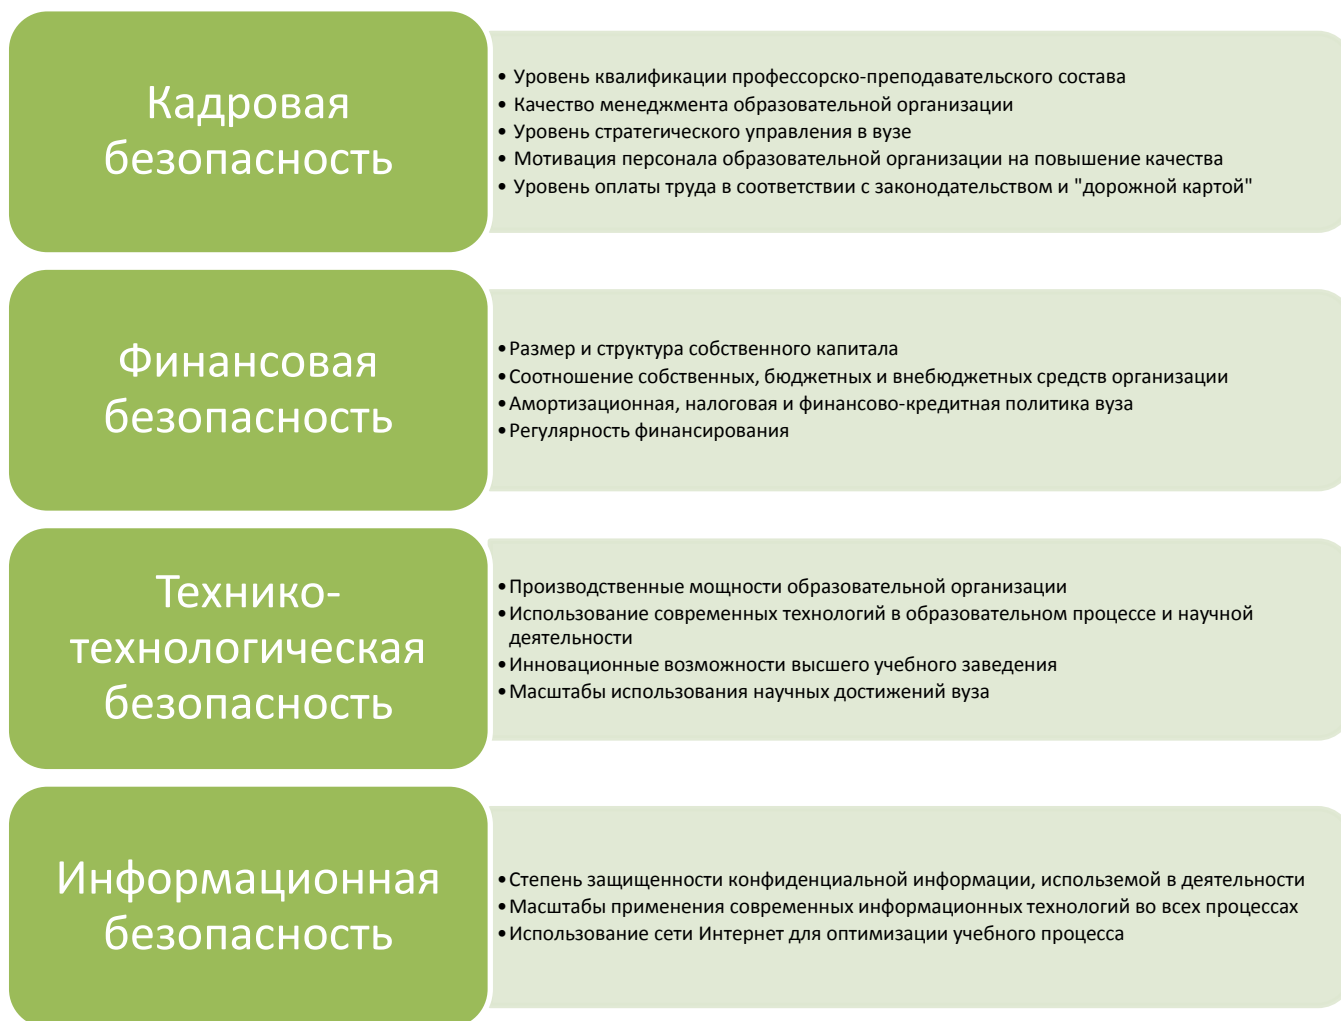 Кадровая
безопасность
• Уровень квалификации профессорско-преподавательского состава
• Качество менеджмента образовательной организации
• Уровень стратегического управления в вузе
• Мотивация персонала образовательной организации на повышение качества
• Уровень оплаты труда в соответствии с законодательством и "дорожной картой"
Финансовая
безопасность
• Размер и структура собственного капитала
• Соотношение собственных, бюджетных и внебюджетных средств организации
• Амортизационная, налоговая и финансово-кредитная политика вуза
• Регулярность финансирования
Технико-
технологическая
безопасность
• Производственные мощности образовательной организации
• Использование современных технологий в образовательном процессе и научной
деятельности
• Инновационные возможности высшего учебного заведения
• Масштабы использования научных достижений вуза
Информационная
безопасность
• Степень защищенности конфиденциальной информации, использемой в деятельности
• Масштабы применения современных информационных технологий во всех процессах
• Использование сети Интернет для оптимизации учебного процесса